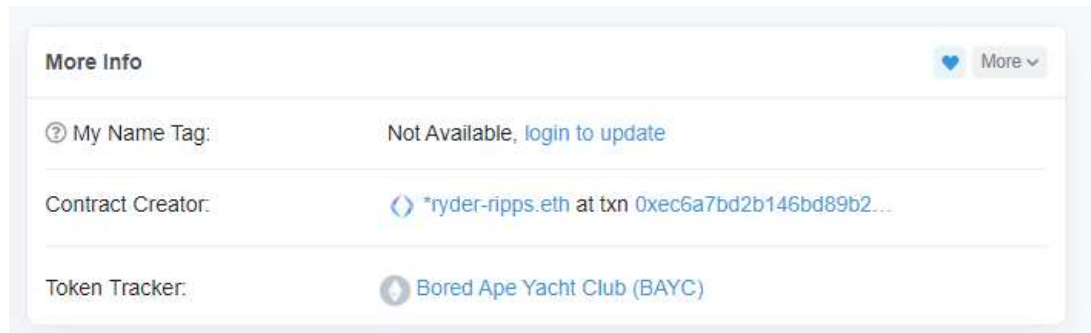 More Info More
My Name Tag: Not Available, login to update
Contract Creator: *ryder-ripps.eth at txn 0xec6a7bd2b146bd89b2...
Token Tracker: Bored Ape Yacht Club (BAYC)